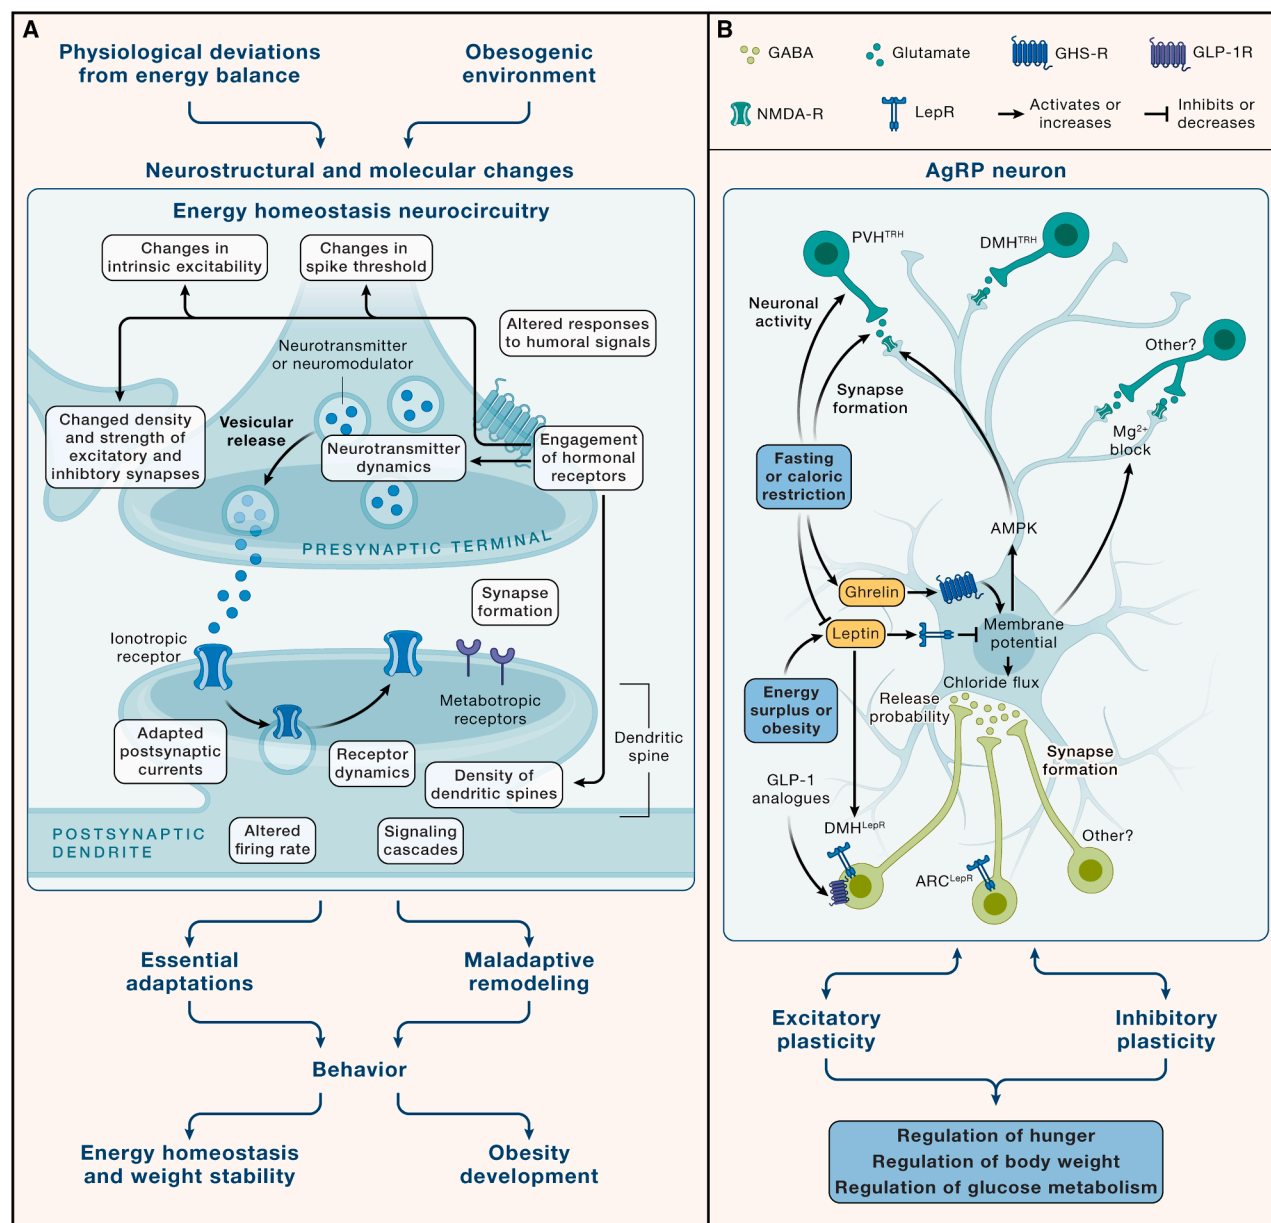 A
Physiological deviations
from energy balance
Obesogenic
environment
Neurostructural and molecular changes
Energy homeostasis neurocircuitry
Changes in
intrinsic excitability
Changes in
spike threshold
Altered responses
to humoral signals
Neurotransmitter
or neuromodulator
Changed density
and strength of
excitatory and
inhibtory synapses
Vesicular
release
Neurotransmitter
dynamics
Engagement
of hormonal
receptors
PRESYNAPTIC TERMINAL
Synapse
formation
Ionotropic
receptor
Metabotropic
receptors
Adapted
postsynaptic
currents
Receptor
dynamics
Density of
dendritic spines
Dendritic
spine
POSTSYNAPTIC
DENDRITE
Altered
firing rate
Signaling
cascades
Essential
adaptations
Maladaptive
remodeling
Behavior
Energy homeostasis
and weight stability
Obesity
development
B
GABA
Glutamate
GHS-R
GLP-1R
NMDA-R
LepR
Activates or
increases
Inhibits or
decreases
AgRP neuron
PVHTRH
DMHTRH
Neuronal
activity
Other?
Synapse
formation
Mg2+
block
Fasting
or caloric
restriction
AMPK
Ghrelin
Leptin
Membrane
potential
Chloride flux
Energy
surplus or
obesity
Release
probability
Synapse
formation
GLP-1
analogues
DMHLepR
ARCLepR
Other?
Excitatory
plasticity
Inhibitory
plasticity
Regulation of hunger
Regulation of body weight
Regulation of glucose metabolism